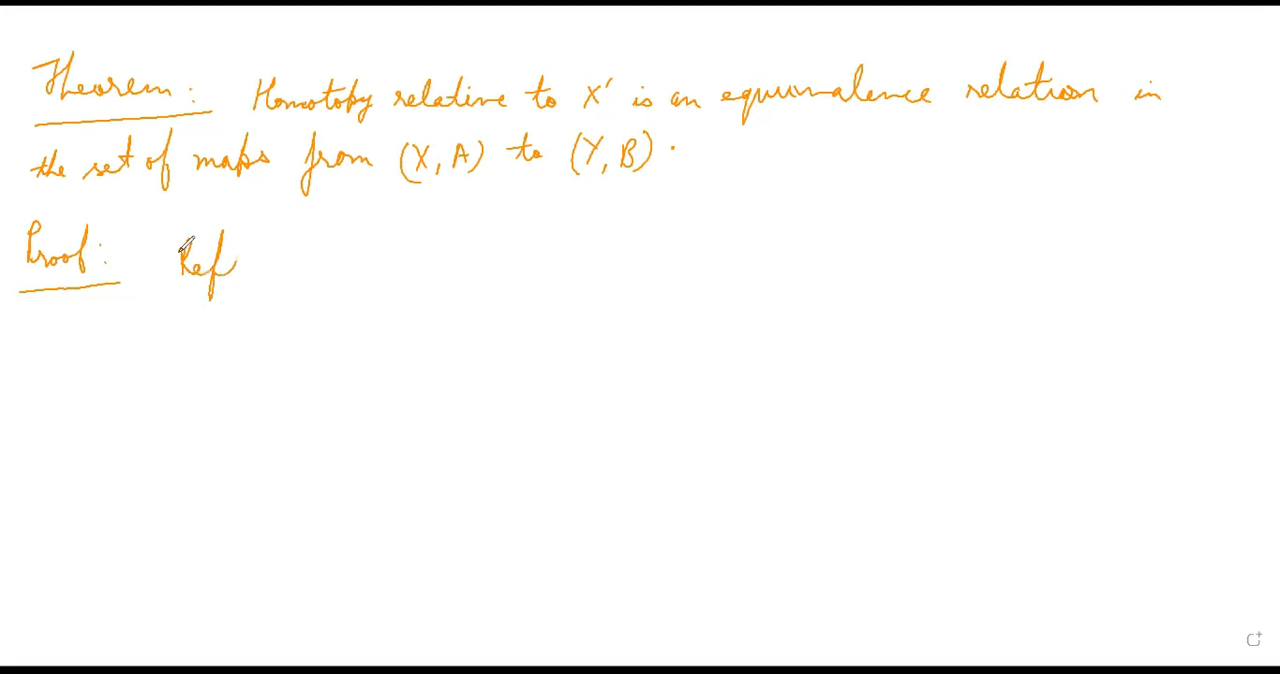 Theorem: Homotopy relative to X' is an equivalence relation in
the set of maps from (X, A) to (Y, B).
Proof: Ref